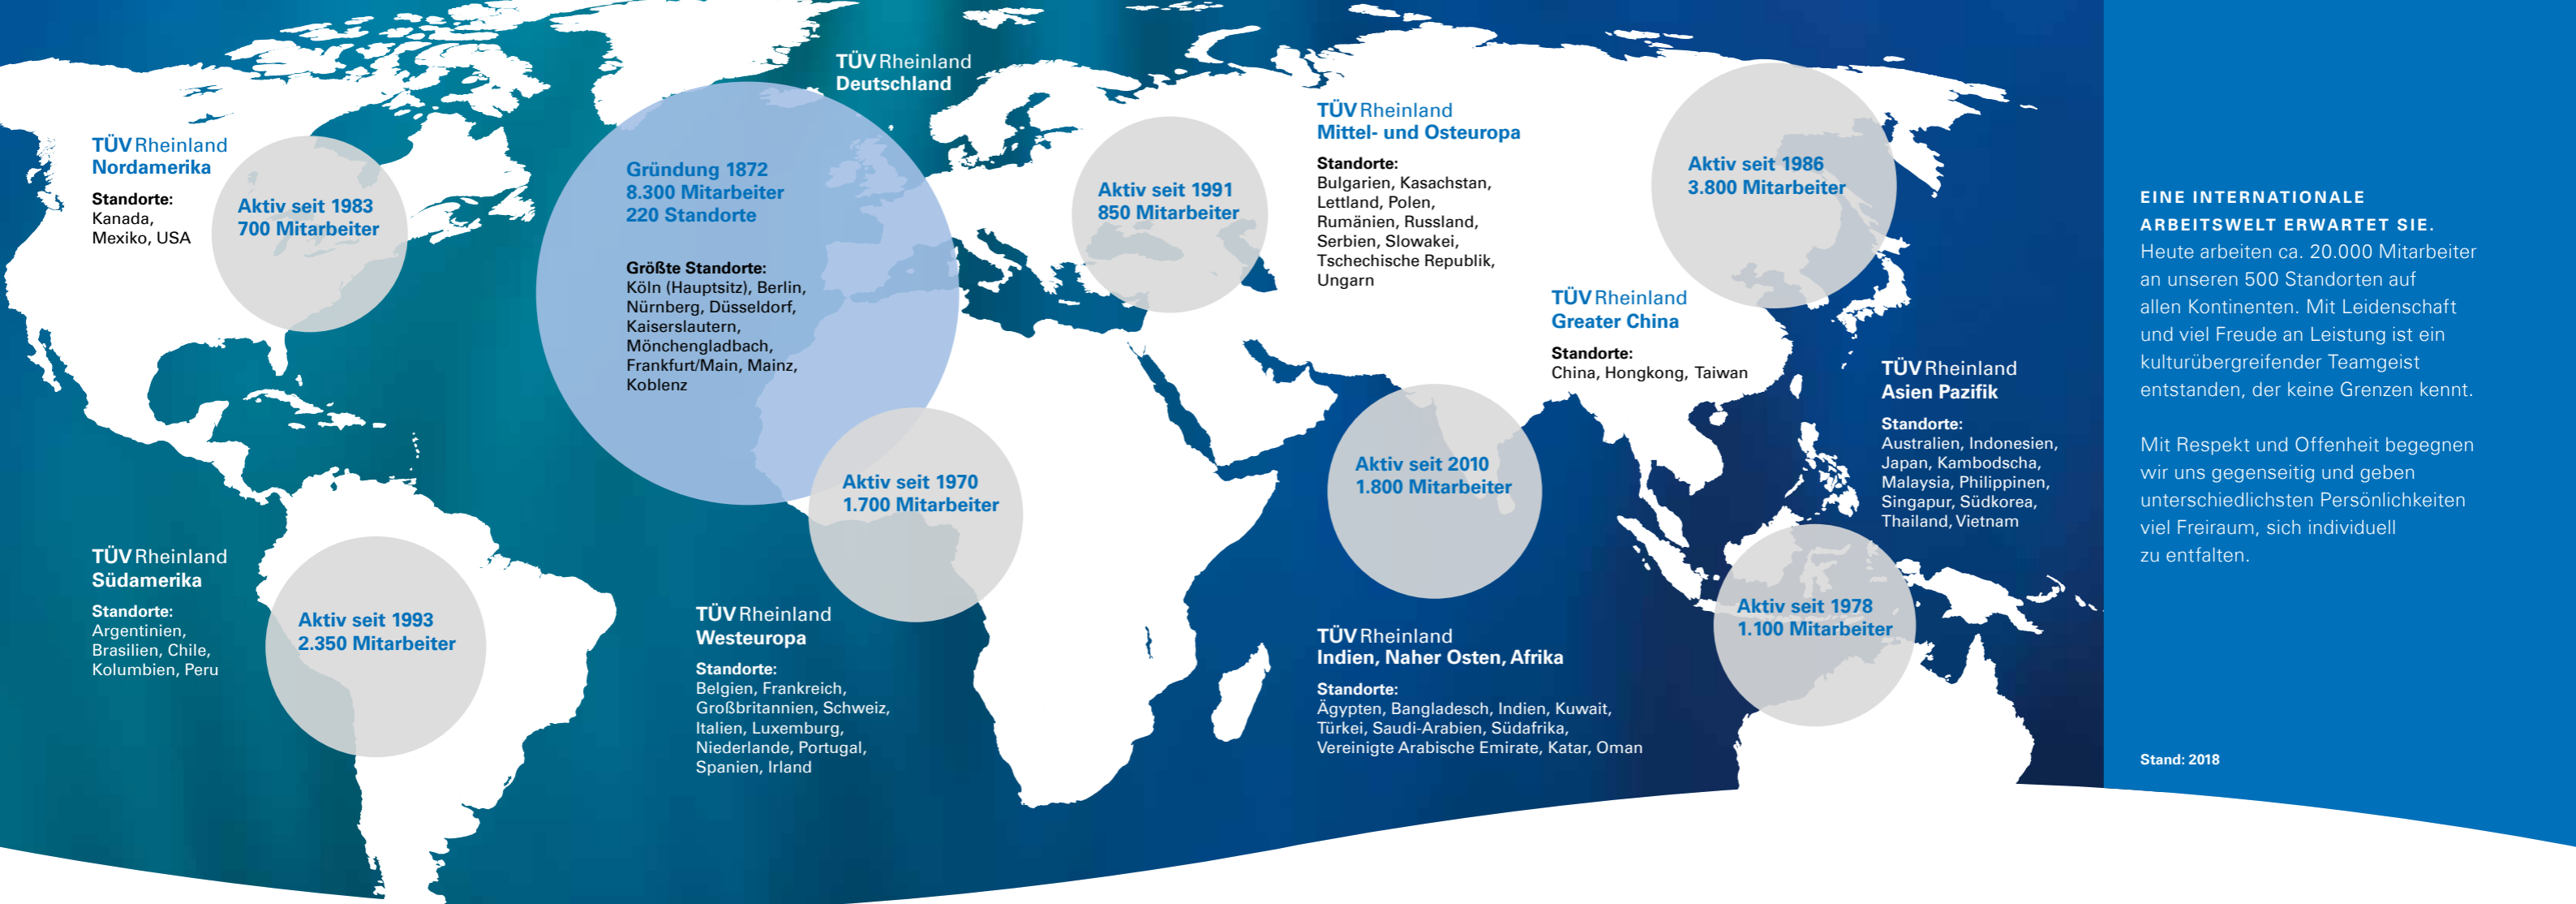 TÜV Rheinland
Nordamerika
Standorte:
Kanada,
Mexiko, USA
Aktiv seit 1983
700 Mitarbeiter
TÜV Rheinland
Deutschland
Gründung 1872
8.300 Mitarbeiter
220 Standorte
Größte Standorte:
Köln (Hauptsitz), Berlin,
Nürnberg, Düsseldorf,
Kaiserslautern,
Mönchengladbach,
Frankfurt/Main, Mainz,
Koblenz
Aktiv seit 1991
850 Mitarbeiter
TÜV Rheinland
Mittel- und Osteuropa
Standorte:
Bulgarien, Kasachstan,
Lettland, Polen,
Rumänien, Russland,
Serbien, Slowakei,
Tschechische Republik,
Ungarn
Aktiv seit 1986
3.800 Mitarbeiter
TÜV Rheinland
Greater China
Standorte:
China, Hongkong, Taiwan
TÜV Rheinland
Asien Pazifik
Standorte:
Australien, Indonesien,
Japan, Kambodscha,
Malaysia, Philippinen,
Singapur, Südkorea,
Thailand, Vietnam
Aktiv seit 1978
1.100 Mitarbeiter
TÜV Rheinland
Südamerika
Standorte:
Argentinien,
Brasilien, Chile,
Kolumbien, Peru
Aktiv seit 1993
2.350 Mitarbeiter
Aktiv seit 1970
1.700 Mitarbeiter
TÜV Rheinland
Westeuropa
Standorte:
Belgien, Frankreich,
Großbritannien, Schweiz,
Italien, Luxemburg,
Niederlande, Portugal,
Spanien, Irland
Aktiv seit 2010
1.800 Mitarbeiter
TÜV Rheinland
Indien, Naher Osten, Afrika
Standorte:
Ägypten, Bangladesch, Indien, Kuwait,
Türkei, Saudi-Arabien, Südafrika,
Vereinigte Arabische Emirate, Katar, Oman
EINE INTERNATIONALE
ARBEITSWELT ERWARTET SIE.
Heute arbeiten ca. 20.000 Mitarbeiter
an unseren 500 Standorten auf
allen Kontinenten. Mit Leidenschaft
und viel Freude an Leistung ist ein
kulturübergreifender Teamgeist
entstanden, der keine Grenzen kennt.
Mit Respekt und Offenheit begegnen
wir uns gegenseitig und geben
unterschiedlichsten Persönlichkeiten
viel Freiraum, sich individuell
zu entfalten.
Stand: 2018